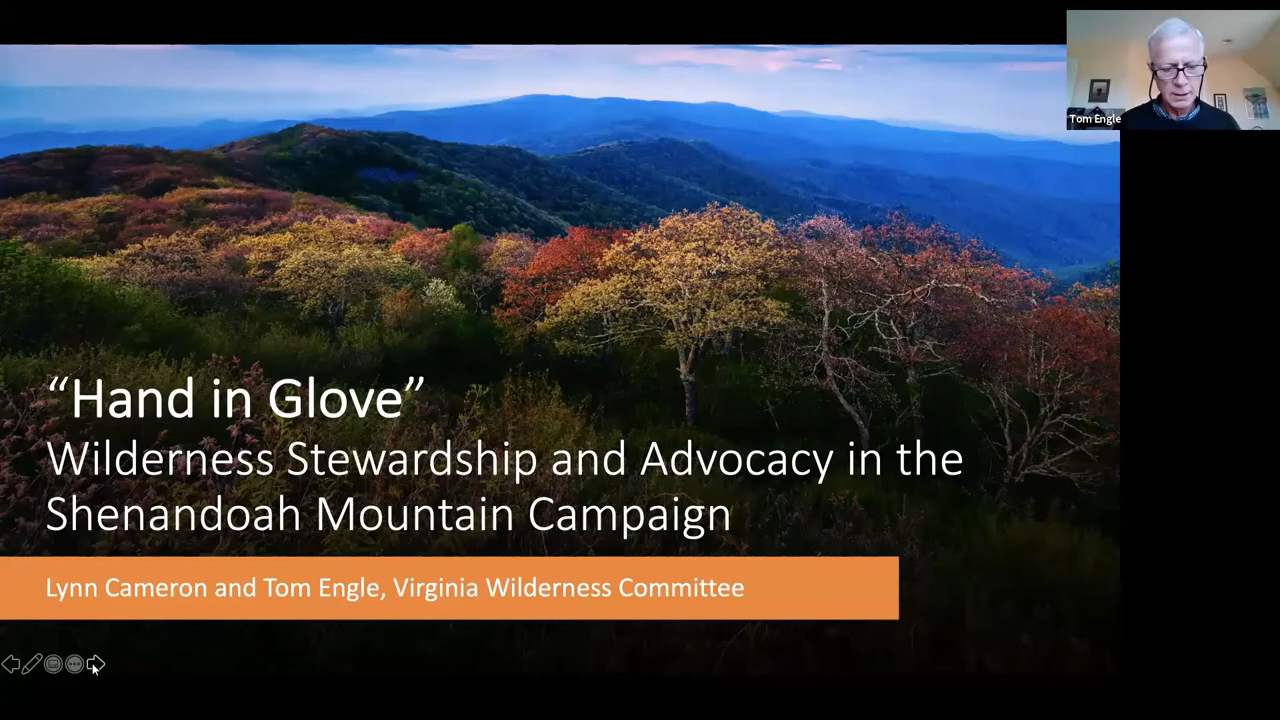 Tom Engle
“Hand in Glove”
Wilderness Stewardship and Advocacy in the
Shenandoah Mountain Campaign
Lynn Cameron and Tom Engle, Virginia Wilderness Committee